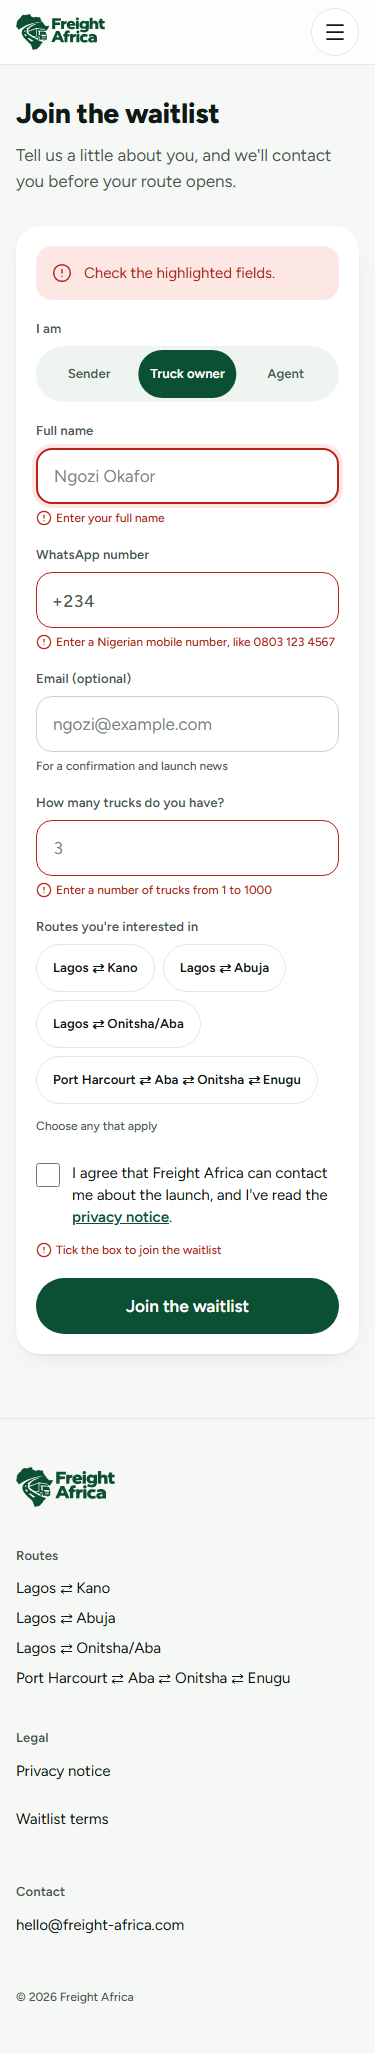 Freight
Africa
Join the waitlist
Tell us a little about you, and we'll contact
you before your route opens.
Check the highlighted fields.
I am
Sender
Truck owner
Agent
Full name
Ngozi Okafor
Enter your full name
WhatsApp number
+234
Enter a Nigerian mobile number, like 0803 123 4567
Email (optional)
ngozi@example.com
For a confirmation and launch news
How many trucks do you have?
3
Enter a number of trucks from 1 to 1000
Routes you're interested in
Lagos ⇄ Kano
Lagos ⇄ Abuja
Lagos ⇄ Onitsha/Aba
Port Harcourt ⇄ Aba ⇄ Onitsha ⇄ Enugu
Choose any that apply
I agree that Freight Africa can contact
me about the launch, and I've read the
privacy notice.
Tick the box to join the waitlist
Join the waitlist
Freight
Africa
Routes
Lagos ⇄ Kano
Lagos ⇄ Abuja
Lagos ⇄ Onitsha/Aba
Port Harcourt ⇄ Aba ⇄ Onitsha ⇄ Enugu
Legal
Privacy notice
Waitlist terms
Contact
hello@freight-africa.com
© 2026 Freight Africa